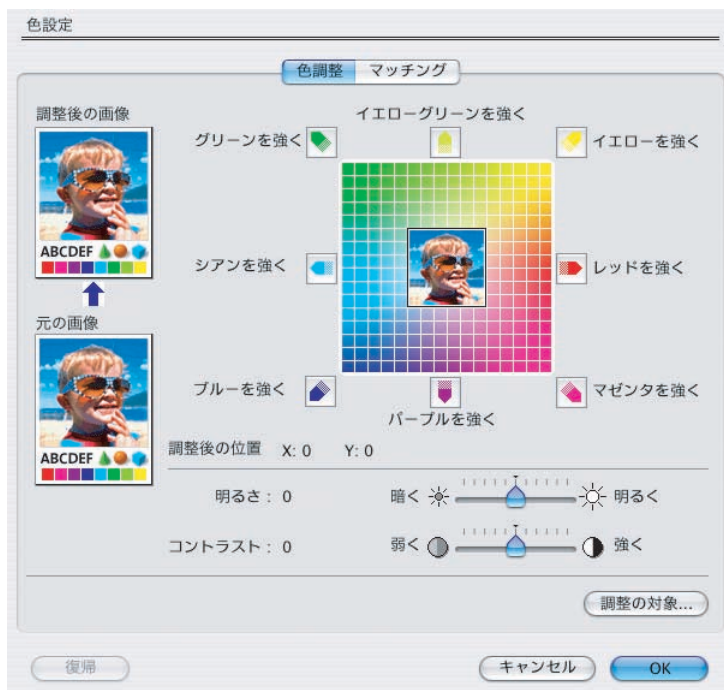 色設定
色調整 マッチング
調整後の画像
イエローグリーンを強く
グリーンを強く
イエローを強く
ABCDEF
シアンを強く
レッドを強く
元の画像
ブルーを強く
マゼンタを強く
パープルを強く
ABCDEF
調整後の位置 X: 0 Y: 0
明るさ： 0 暗く 明るく
コントラスト： 0 弱く 強く
調整の対象...
復帰 キャンセル OK